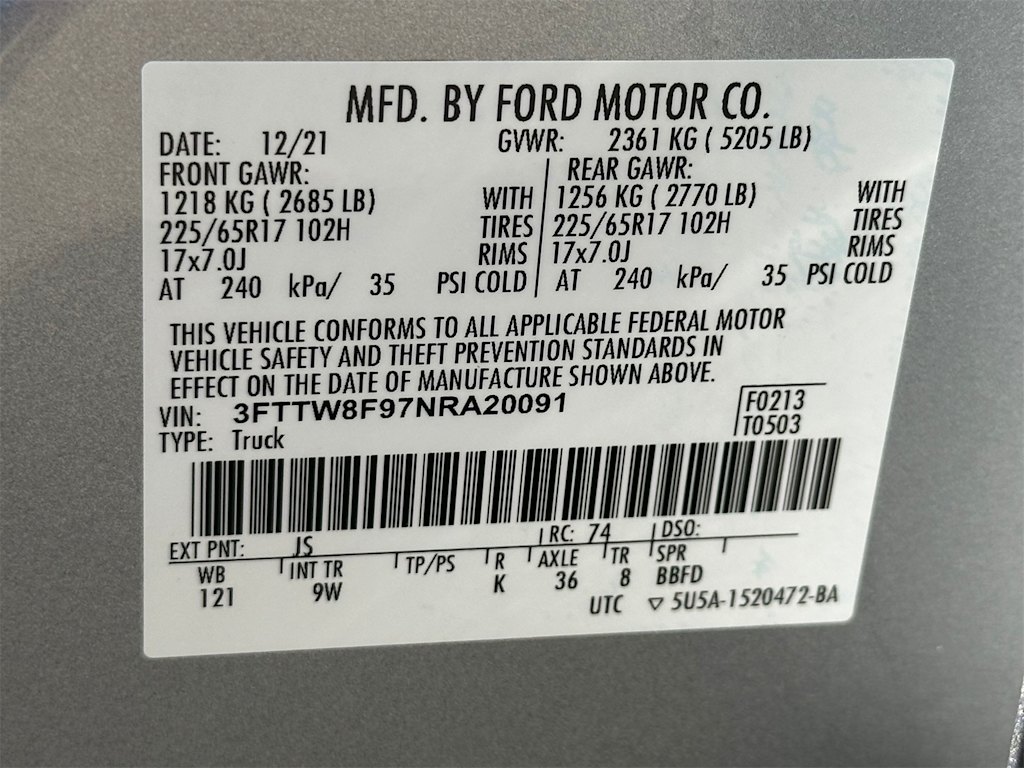 MFD. BY FORD MOTOR CO.
DATE: 12/21 GVWR: 2361 KG ( 5205 LB)
FRONT GAWR: REAR GAWR:
1218 KG ( 2685 LB) WITH 1256 KG ( 2770 LB) WITH
225/65R17 102H TIRES 225/65R17 102H TIRES
17x7.0J RIMS 17x7.0J RIMS
AT 240 kPa/ 35 PSI COLD AT 240 kPa/ 35 PSI COLD
THIS VEHICLE CONFORMS TO ALL APPLICABLE FEDERAL MOTOR
VEHICLE SAFETY AND THEFT PREVENTION STANDARDS IN
EFFECT ON THE DATE OF MANUFACTURE SHOWN ABOVE.
VIN: 3FTTW8F97NRA20091 F0213
TYPE: Truck T0503
EXT PNT: JS RC: 74 DSO:
WB INT TR TP/PS R AXLE TR SPR
121 9W K 36 8 BBFD
UTC ▽ 5U5A-1520472-BA